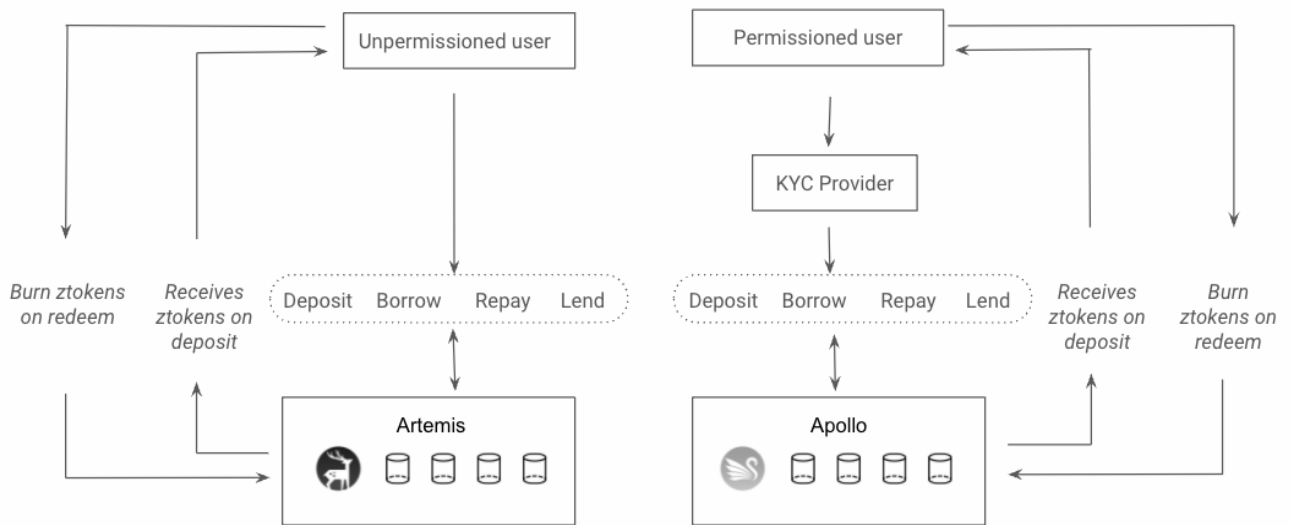 Unpermissioned user
Permissioned user
KYC Provider
Burn ztokens
on redeem
Receives
ztokens on
deposit
Deposit Borrow Repay Lend
Deposit Borrow Repay Lend
Receives
ztokens on
deposit
Burn
ztokens on
redeem
Artemis
Apollo